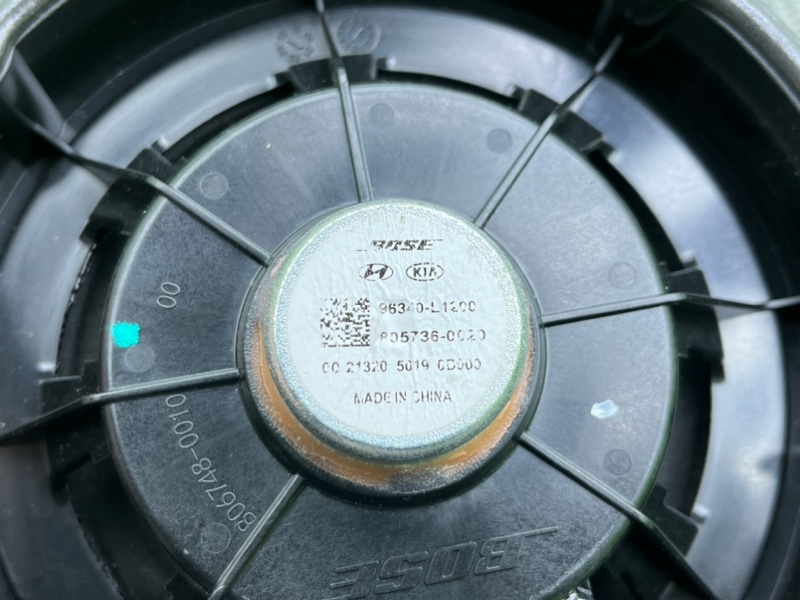 BOSE
KIA
96340-L1200
805736-0020
00 21320 5019 0D000
MADE IN CHINA
00
806748-0010
BOSE